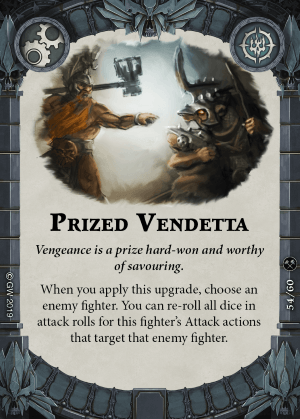 PRIZED VENDETTA
Vengeance is a prize hard-won and worthy
of savouring.
When you apply this upgrade, choose an
enemy fighter. You can re-roll all dice in
attack rolls for this fighter's Attack actions
that target that enemy fighter.
© GW 2019
54/60